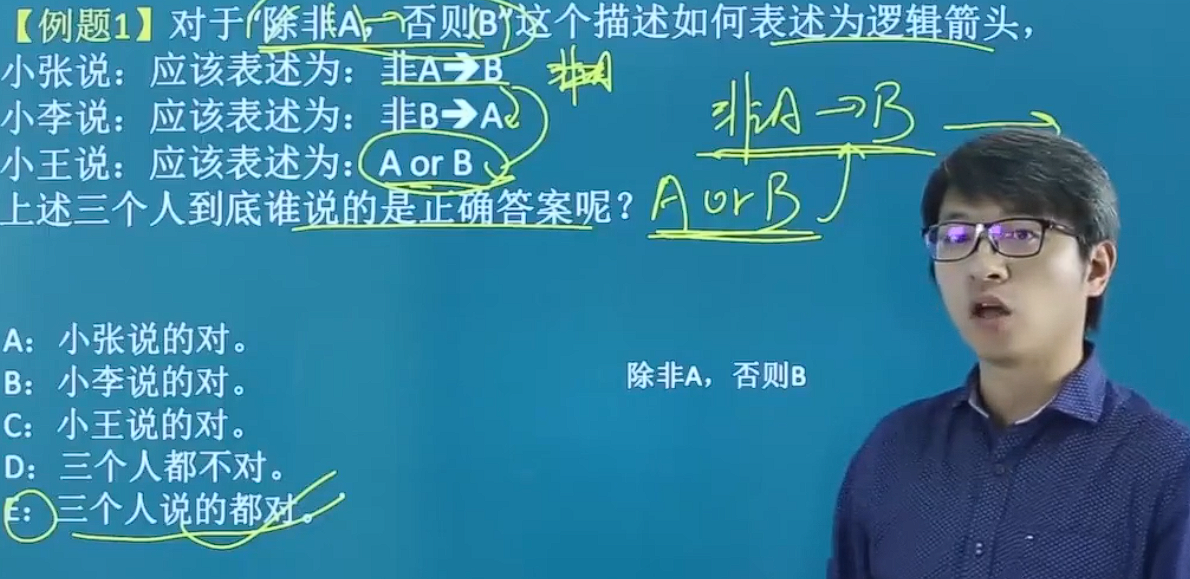 【例题1】对于“除非A，否则B”这个描述如何表述为逻辑箭头，
小张说：应该表述为：非A→B
小李说：应该表述为：非B→A
小王说：应该表述为：A or B
上述三个人到底谁说的是正确答案呢？
非A→B
A or B
A：小张说的对。
B：小李说的对。
C：小王说的对。
D：三个人都不对。
E：三个人说的都对。
除非A，否则B